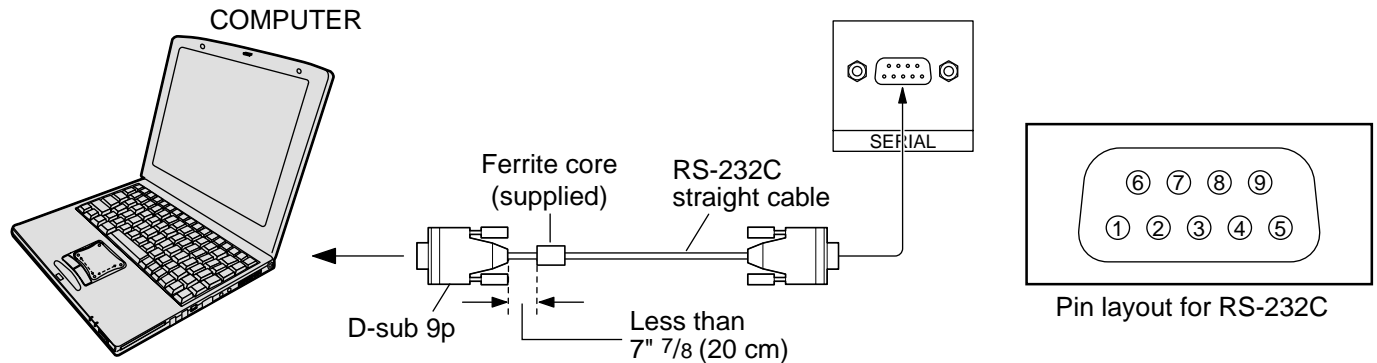 COMPUTER
SERIAL
Ferrite core
(supplied)
RS-232C
straight cable
D-sub 9p
Less than
7" 7/8 (20 cm)
6 7 8 9
1 2 3 4 5
Pin layout for RS-232C